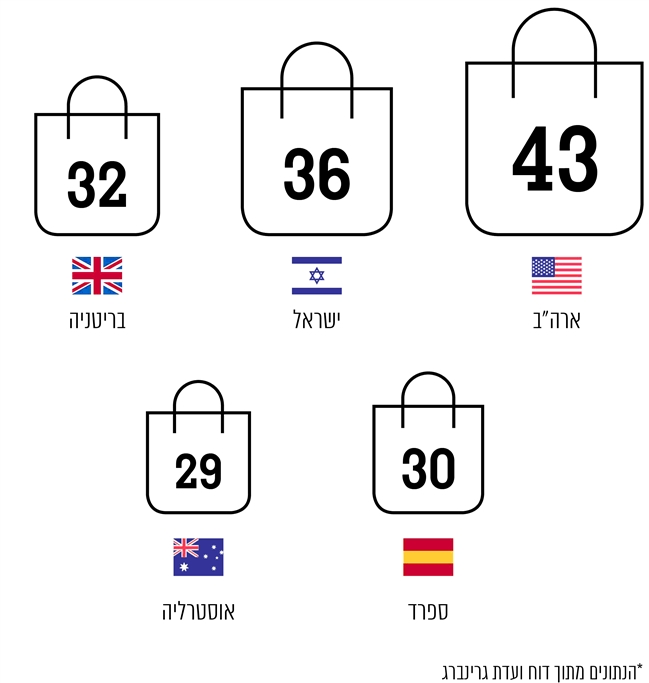 43
36
32
ארה"ב
ישראל
בריטניה
30
29
ספרד
אוסטרליה
*הנתונים מתוך דוח ועדת גרינברג